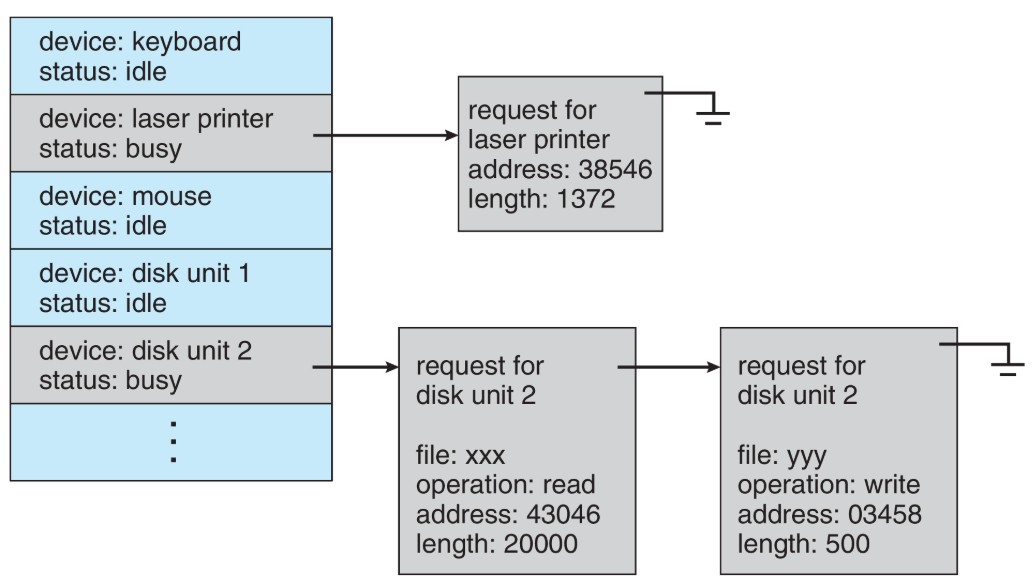 device: keyboard
status: idle
device: laser printer
status: busy
device: mouse
status: idle
device: disk unit 1
status: idle
device: disk unit 2
status: busy
request for
laser printer
address: 38546
length: 1372
request for
disk unit 2
file: xxx
operation: read
address: 43046
length: 20000
request for
disk unit 2
file: yyy
operation: write
address: 03458
length: 500